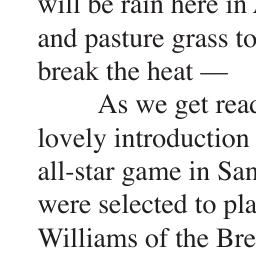 will be rain here in
and pasture grass to
break the heat —
As we get read
lovely introduction
all-star game in San
were selected to pla
Williams of the Bre